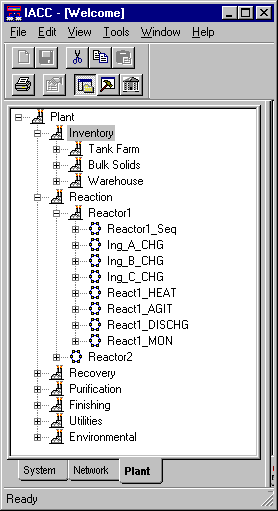 IACC - [Welcome]
File Edit View Tools Window Help
Plant
Inventory
Tank Farm
Bulk Solids
Warehouse
Reaction
Reactor1
Reactor1_Seq
Ing_A_CHG
Ing_B_CHG
Ing_C_CHG
React1_HEAT
React1_AGIT
React1_DISCHG
React1_MON
Reactor2
Recovery
Purification
Finishing
Utilities
Environmental
System Network Plant
Ready